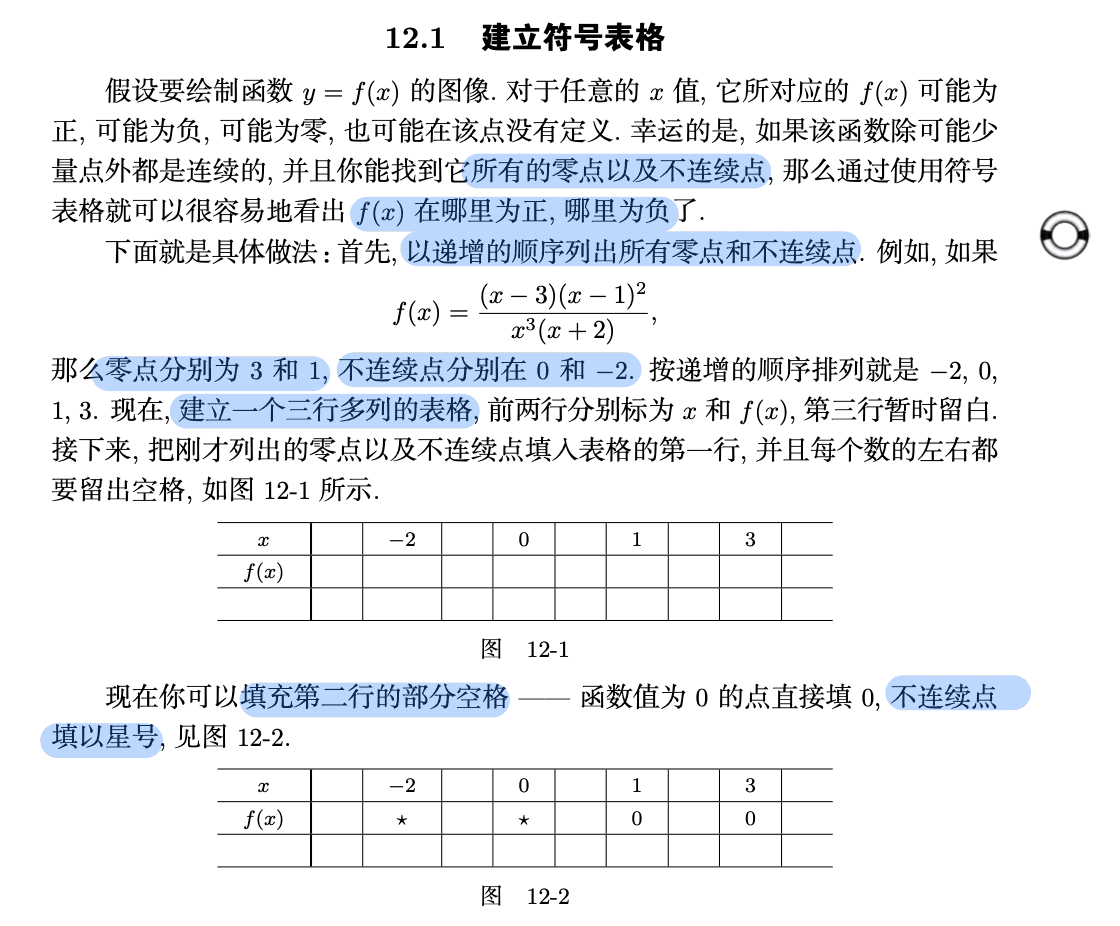 12.1 建立符号表格
假设要绘制函数 y = f(x) 的图像. 对于任意的 x 值, 它所对应的 f(x) 可能为
正, 可能为负, 可能为零, 也可能在该点没有定义. 幸运的是, 如果该函数除可能少
量点外都是连续的, 并且你能找到它所有的零点以及不连续点, 那么通过使用符号
表格就可以很容易地看出 f(x) 在哪里为正, 哪里为负了.
下面就是具体做法: 首先, 以递增的顺序列出所有零点和不连续点. 例如, 如果
f(x) = (x − 3)(x − 1)² / x³(x + 2),
那么零点分别为 3 和 1, 不连续点分别在 0 和 −2. 按递增的顺序排列就是 −2, 0,
1, 3. 现在, 建立一个三行多列的表格, 前两行分别标为 x 和 f(x), 第三行暂时留白.
接下来, 把刚才列出的零点以及不连续点填入表格的第一行, 并且每个数的左右都
要留出空格, 如图 12-1 所示.
x −2 0 1 3
f(x)
图 12-1
现在你可以填充第二行的部分空格 —— 函数值为 0 的点直接填 0, 不连续点
填以星号, 见图 12-2.
x −2 0 1 3
f(x) ⋆ ⋆ 0 0
图 12-2